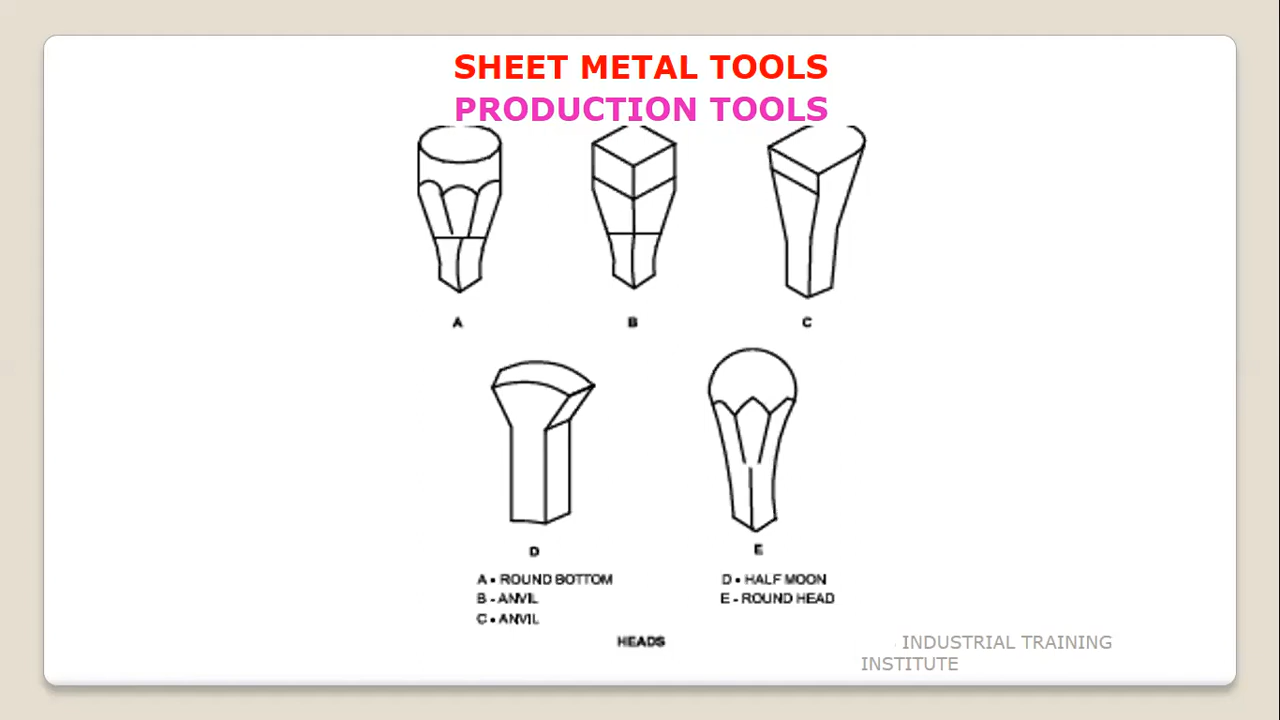 SHEET METAL TOOLS
PRODUCTION TOOLS
A B C
D E
A - ROUND BOTTOM D - HALF MOON
B - ANVIL E - ROUND HEAD
C - ANVIL
HEADS
INDUSTRIAL TRAINING
INSTITUTE